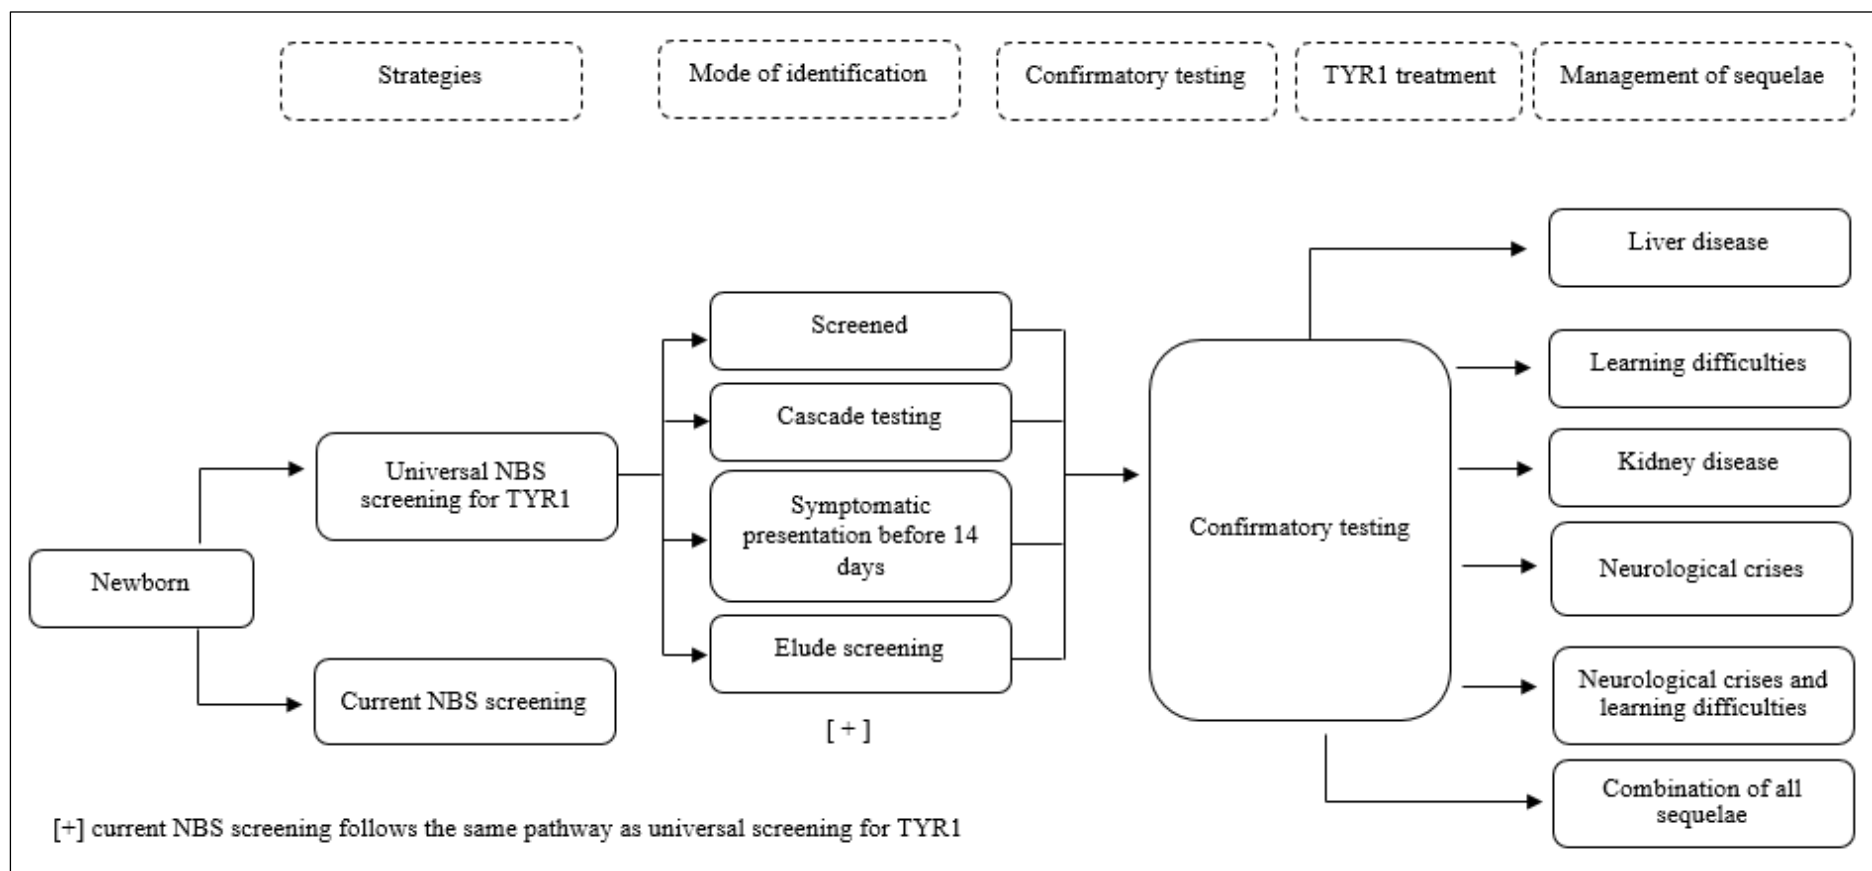 Strategies
Mode of identification
Confirmatory testing
TYR1 treatment
Management of sequelae
Newborn
Universal NBS
screening for TYR1
Current NBS screening
Screened
Cascade testing
Symptomatic
presentation before 14
days
Elude screening
[ + ]
Confirmatory testing
Liver disease
Learning difficulties
Kidney disease
Neurological crises
Neurological crises and
learning difficulties
Combination of all
sequelae
[+] current NBS screening follows the same pathway as universal screening for TYR1